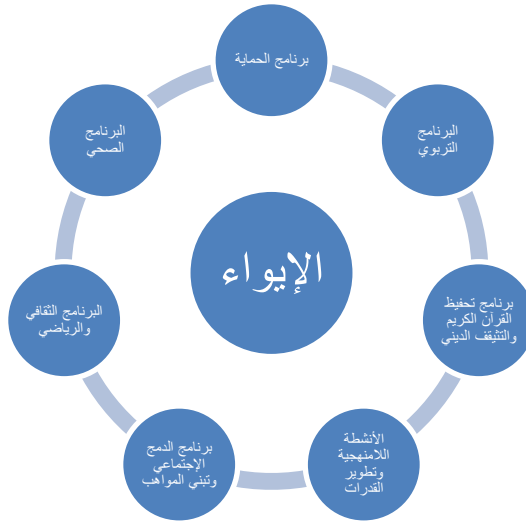 برنامج الحماية
البرنامج
التربوي
برنامج تحفيظ
القرآن الكريم
والتثيقف الديني
الأنشطة
اللامنهجية
وتطوير
القدرات
برنامج الدمج
الإجتماعي
وتبني المواهب
البرنامج الثقافي
والرياضي
البرنامج
الصحي
الإيواء